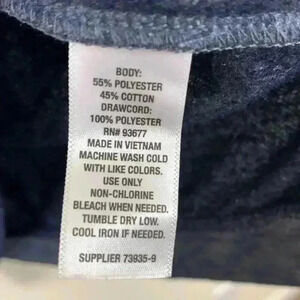 BODY:
55% POLYESTER
45% COTTON
DRAWCORD:
100% POLYESTER
RN# 93677
MADE IN VIETNAM
MACHINE WASH COLD
WITH LIKE COLORS.
USE ONLY
NON-CHLORINE
BLEACH WHEN NEEDED.
TUMBLE DRY LOW.
COOL IRON IF NEEDED.
SUPPLIER 73935-9